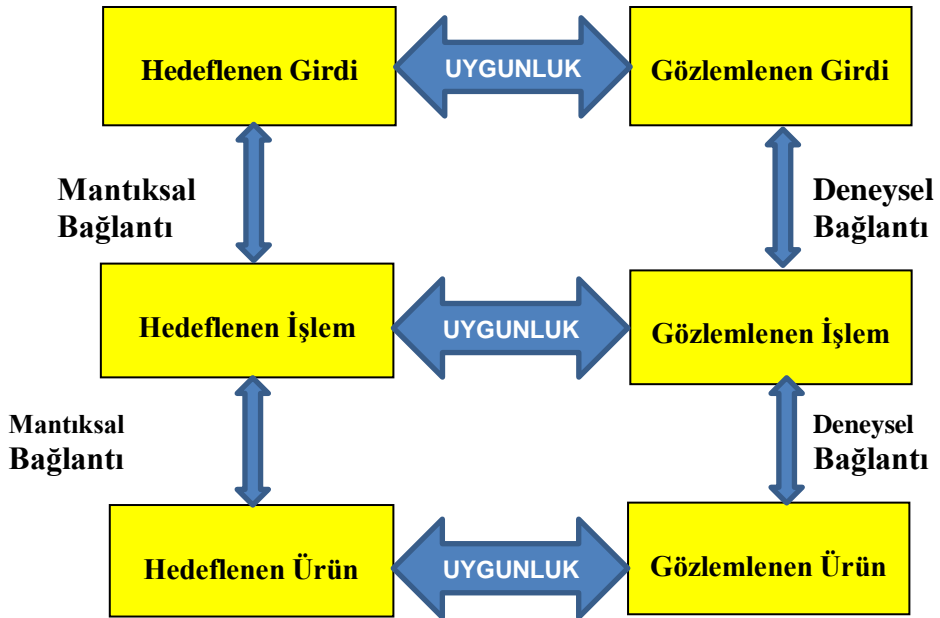 Hedeflenen Girdi
UYGUNLUK
Gözlemlenen Girdi
Mantıksal
Bağlantı
Deneysel
Bağlantı
Hedeflenen İşlem
UYGUNLUK
Gözlemlenen İşlem
Mantıksal
Bağlantı
Deneysel
Bağlantı
Hedeflenen Ürün
UYGUNLUK
Gözlemlenen Ürün